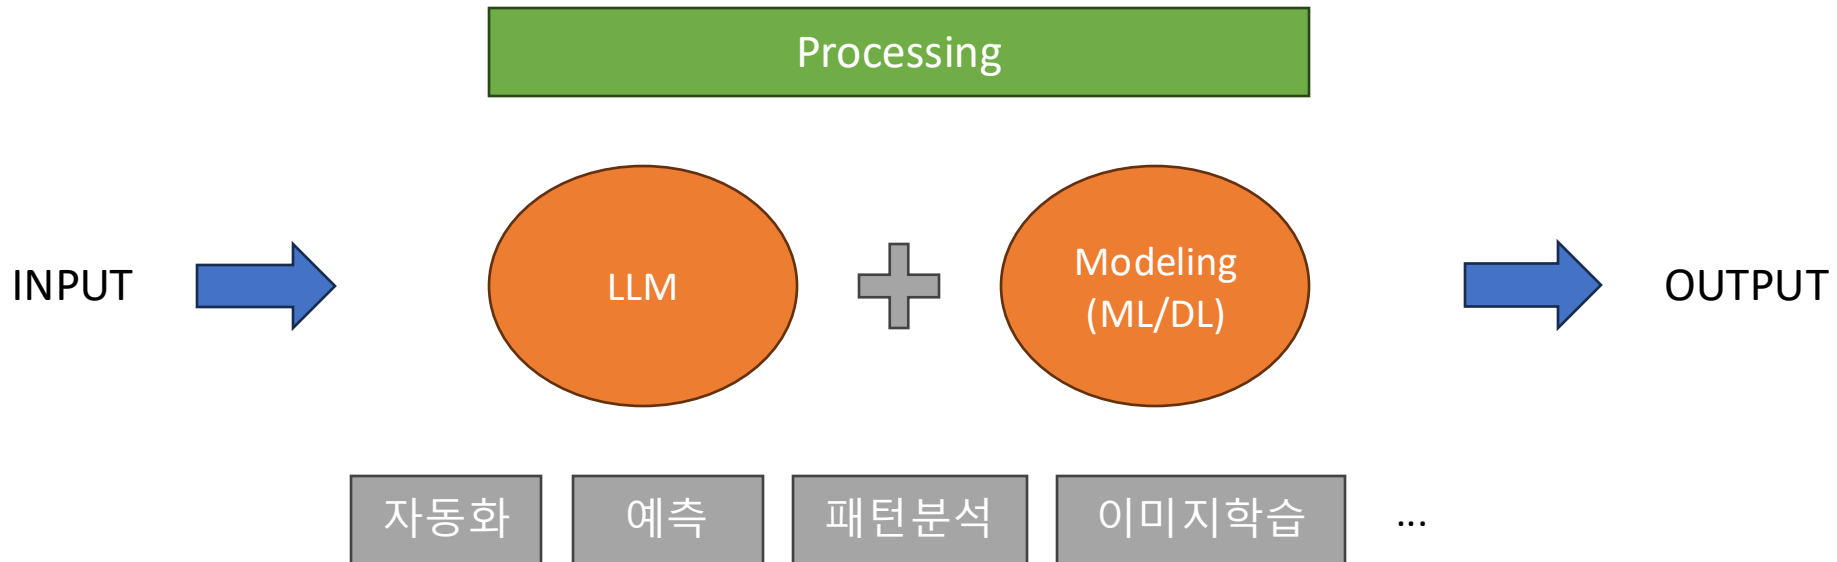 Processing
INPUT
LLM
Modeling
(ML/DL)
OUTPUT
자동화
예측
패턴분석
이미지학습
...